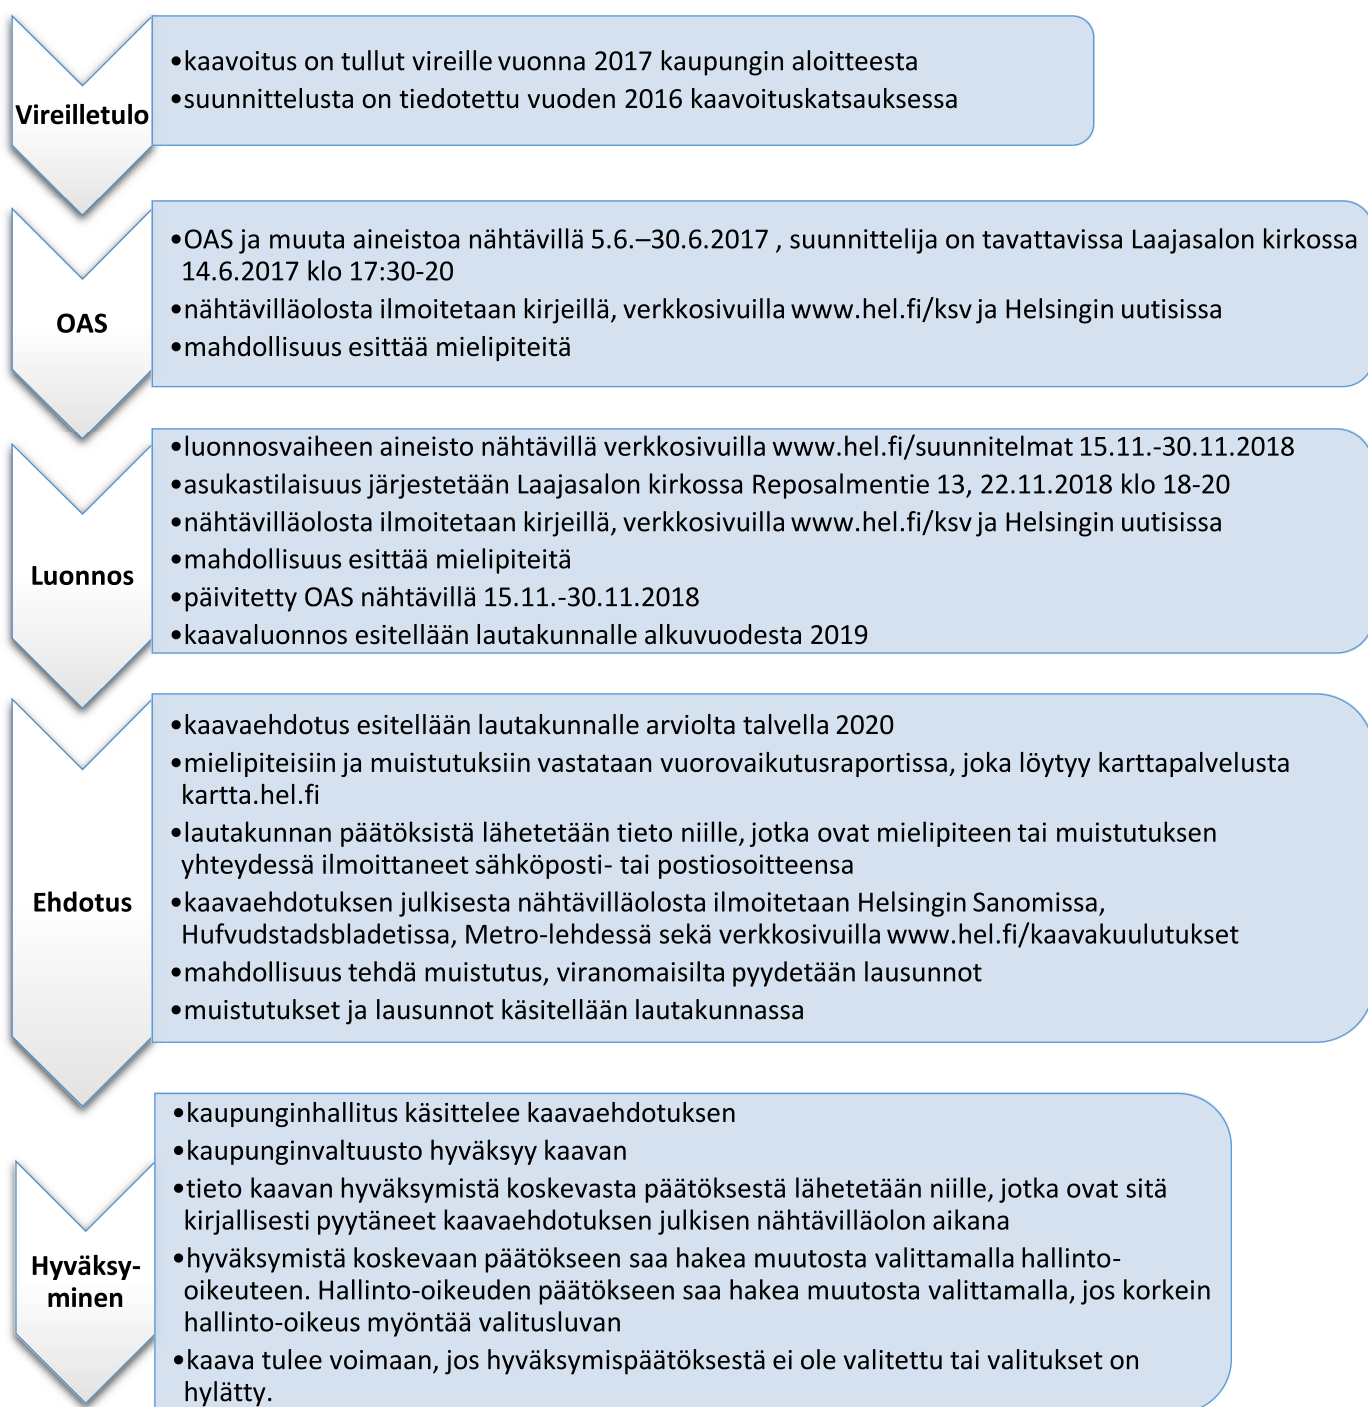 Vireilletulo
•kaavoitus on tullut vireille vuonna 2017 kaupungin aloitteesta
•suunnittelusta on tiedotettu vuoden 2016 kaavoituskatsauksessa
OAS
•OAS ja muuta aineistoa nähtävillä 5.6.–30.6.2017 , suunnittelija on tavattavissa Laajasalon kirkossa
14.6.2017 klo 17:30-20
•nähtävilläolosta ilmoitetaan kirjeillä, verkkosivuilla www.hel.fi/ksv ja Helsingin uutisissa
•mahdollisuus esittää mielipiteitä
Luonnos
•luonnosvaiheen aineisto nähtävillä verkkosivuilla www.hel.fi/suunnitelmat 15.11.-30.11.2018
•asukastilaisuus järjestetään Laajasalon kirkossa Reposalmentie 13, 22.11.2018 klo 18-20
•nähtävilläolosta ilmoitetaan kirjeillä, verkkosivuilla www.hel.fi/ksv ja Helsingin uutisissa
•mahdollisuus esittää mielipiteitä
•päivitetty OAS nähtävillä 15.11.-30.11.2018
•kaavaluonnos esitellään lautakunnalle alkuvuodesta 2019
Ehdotus
•kaavaehdotus esitellään lautakunnalle arviolta talvella 2020
•mielipiteisiin ja muistutuksiin vastataan vuorovaikutusraportissa, joka löytyy karttapalvelusta
kartta.hel.fi
•lautakunnan päätöksistä lähetetään tieto niille, jotka ovat mielipiteen tai muistutuksen
yhteydessä ilmoittaneet sähköposti- tai postiosoitteensa
•kaavaehdotuksen julkisesta nähtävilläolosta ilmoitetaan Helsingin Sanomissa,
Hufvudstadsbladetissa, Metro-lehdessä sekä verkkosivuilla www.hel.fi/kaavakuulutukset
•mahdollisuus tehdä muistutus, viranomaisilta pyydetään lausunnot
•muistutukset ja lausunnot käsitellään lautakunnassa
Hyväksy-
minen
•kaupunginhallitus käsittelee kaavaehdotuksen
•kaupunginvaltuusto hyväksyy kaavan
•tieto kaavan hyväksymistä koskevasta päätöksestä lähetetään niille, jotka ovat sitä
kirjallisesti pyytäneet kaavaehdotuksen julkisen nähtävilläolon aikana
•hyväksymistä koskevaan päätökseen saa hakea muutosta valittamalla hallinto-
oikeuteen. Hallinto-oikeuden päätökseen saa hakea muutosta valittamalla, jos korkein
hallinto-oikeus myöntää valitusluvan
•kaava tulee voimaan, jos hyväksymispäätöksestä ei ole valitettu tai valitukset on
hylätty.